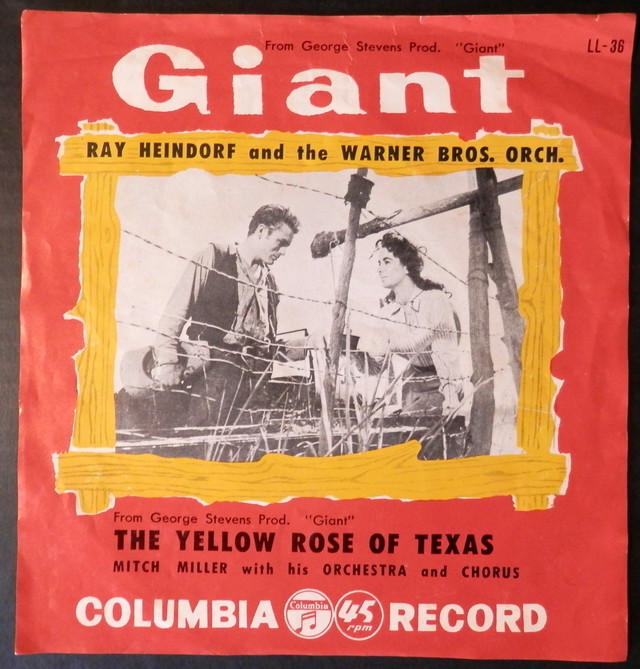 From George Stevens Prod. "Giant"
LL-36
Giant
RAY HEINDORF and the WARNER BROS. ORCH.
From George Stevens Prod. "Giant"
THE YELLOW ROSE OF TEXAS
MITCH MILLER with his ORCHESTRA and CHORUS
COLUMBIA Columbia 45 rpm RECORD